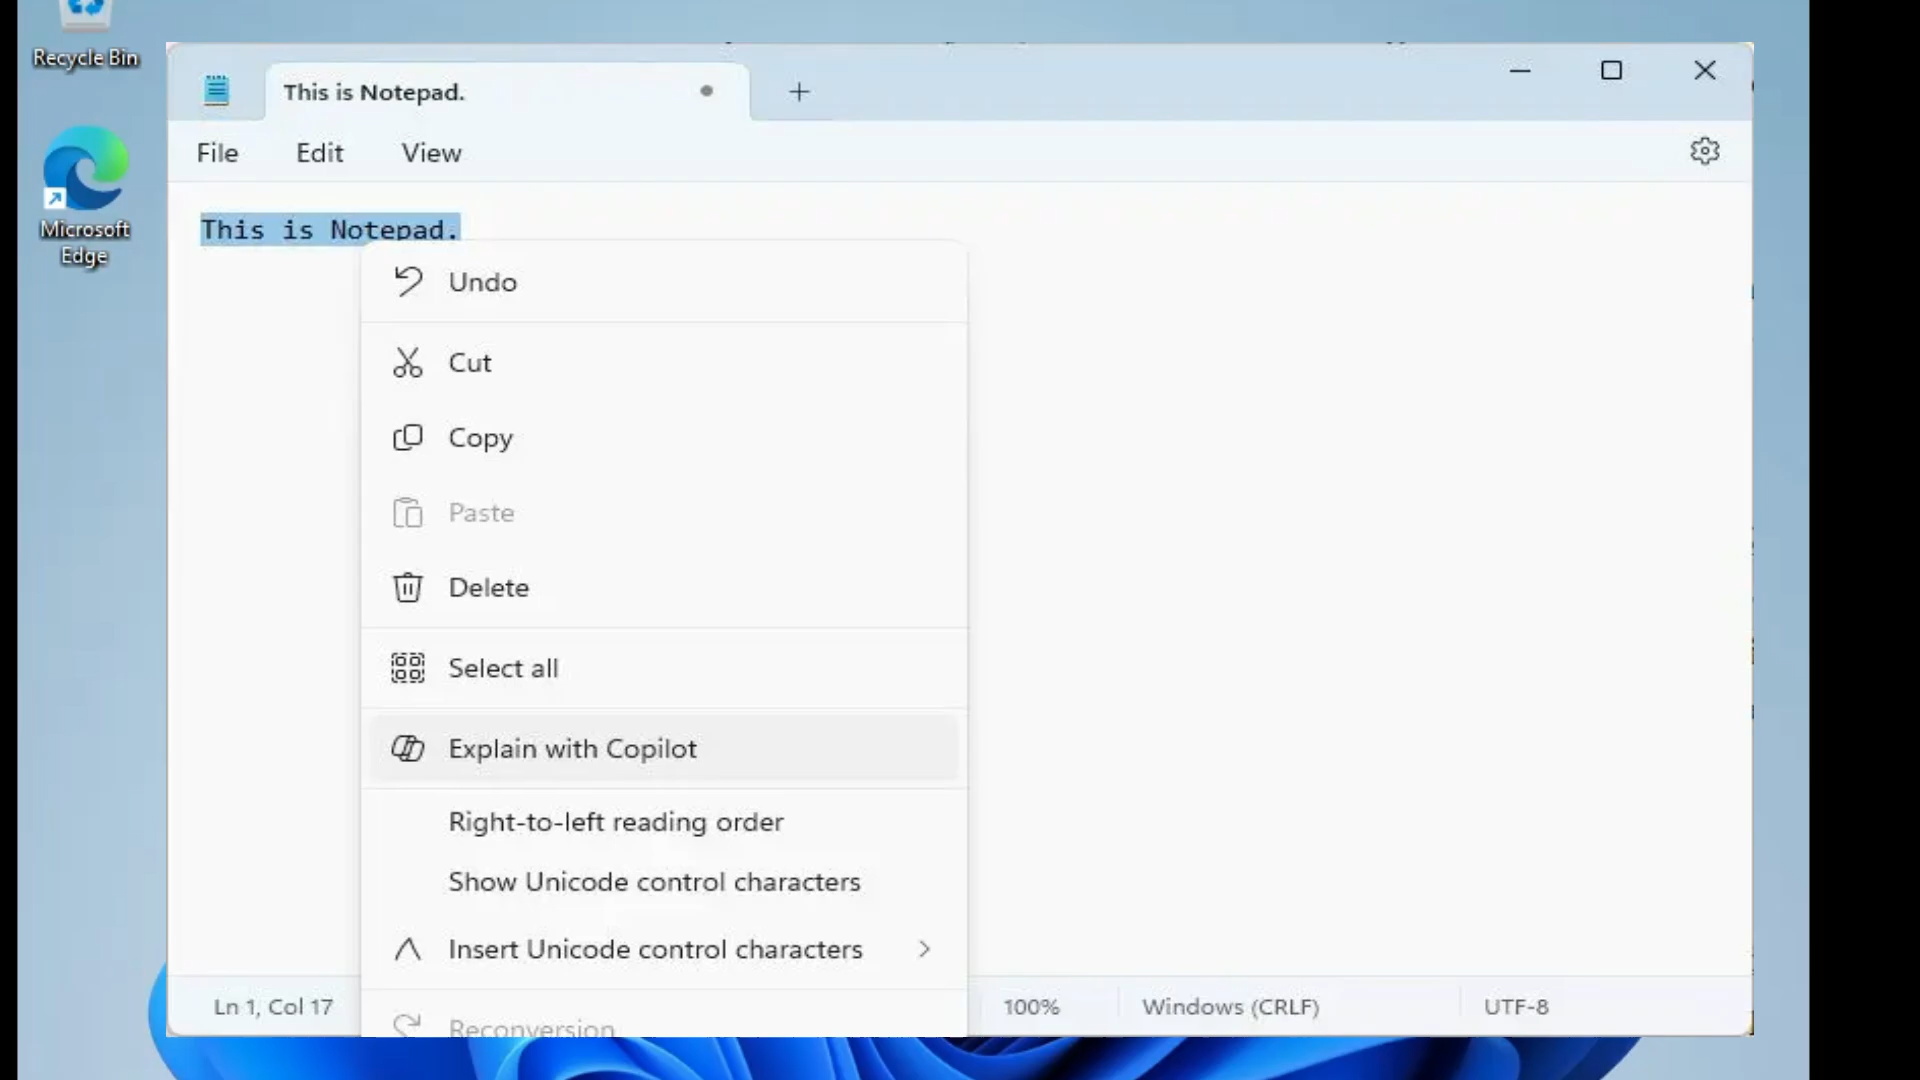 Recycle Bin
Microsoft
Edge
This is Notepad.
File Edit View
This is Notepad.
Undo
Cut
Copy
Paste
Delete
Select all
Explain with Copilot
Right-to-left reading order
Show Unicode control characters
Insert Unicode control characters
Reconversion
Ln 1, Col 17 100% Windows (CRLF) UTF-8